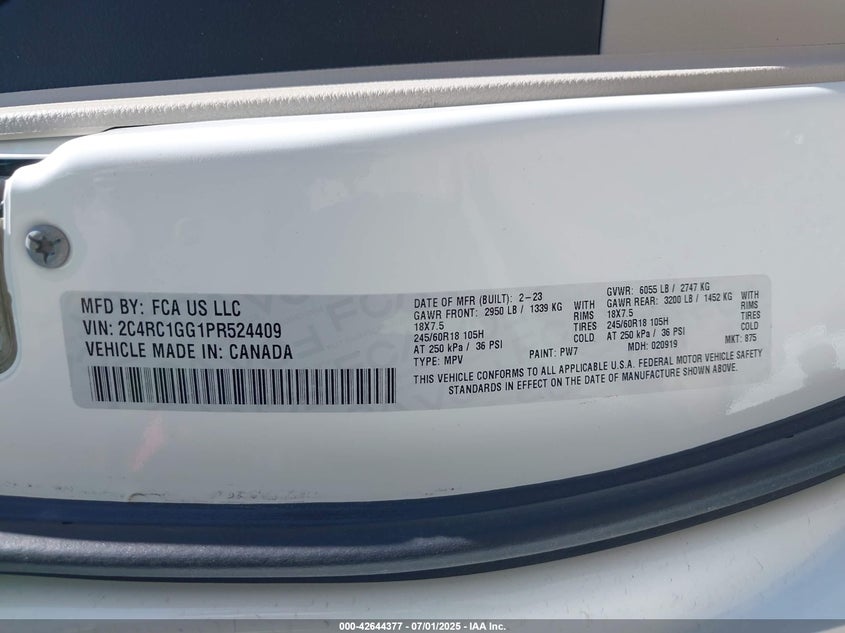 MFD BY: FCA US LLC
VIN: 2C4RC1GG1PR524409
VEHICLE MADE IN: CANADA
DATE OF MFR (BUILT): 2-23
GAWR FRONT: 2950 LB / 1339 KG WITH
18X7.5 RIMS
245/60R18 105H TIRES
AT 250 kPa / 36 PSI COLD
TYPE: MPV PAINT: PW7
GVWR: 6055 LB / 2747 KG
GAWR REAR: 3200 LB / 1452 KG WITH
18X7.5 RIMS
245/60R18 105H TIRES
AT 250 kPa / 36 PSI COLD
MDH: 020919 MKT: 875
THIS VEHICLE CONFORMS TO ALL APPLICABLE U.S.A. FEDERAL MOTOR VEHICLE SAFETY
STANDARDS IN EFFECT ON THE DATE OF MANUFACTURE SHOWN ABOVE.
000-42644377 - 07/01/2025 - IAA Inc.